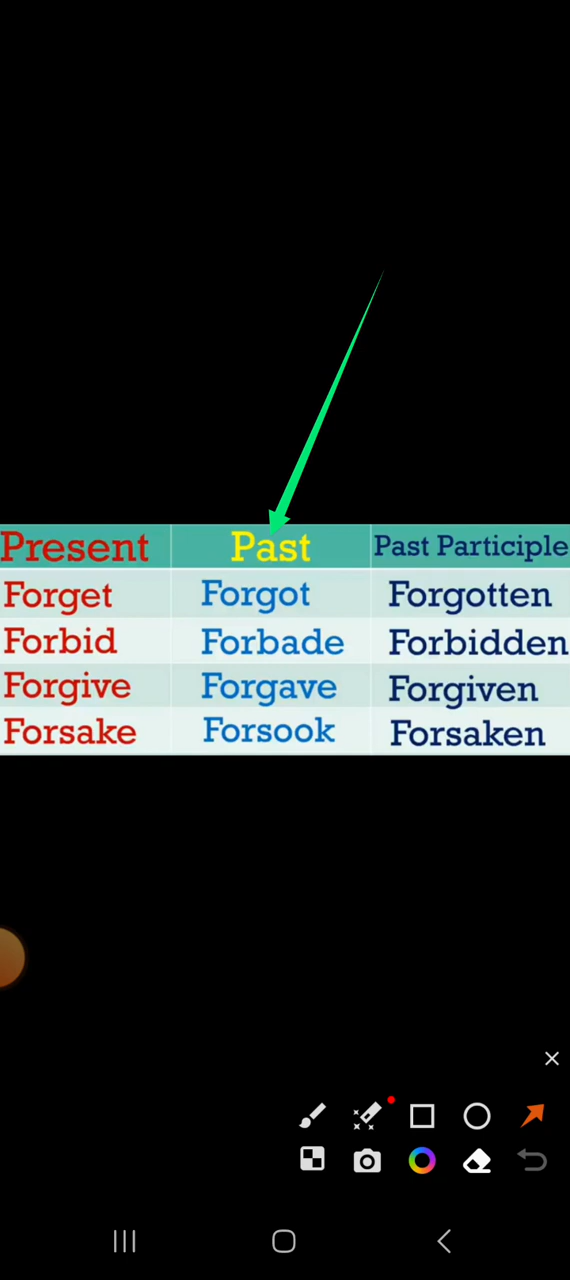 Present Past Past Participle
Forget Forgot Forgotten
Forbid Forbade Forbidden
Forgive Forgave Forgiven
Forsake Forsook Forsaken